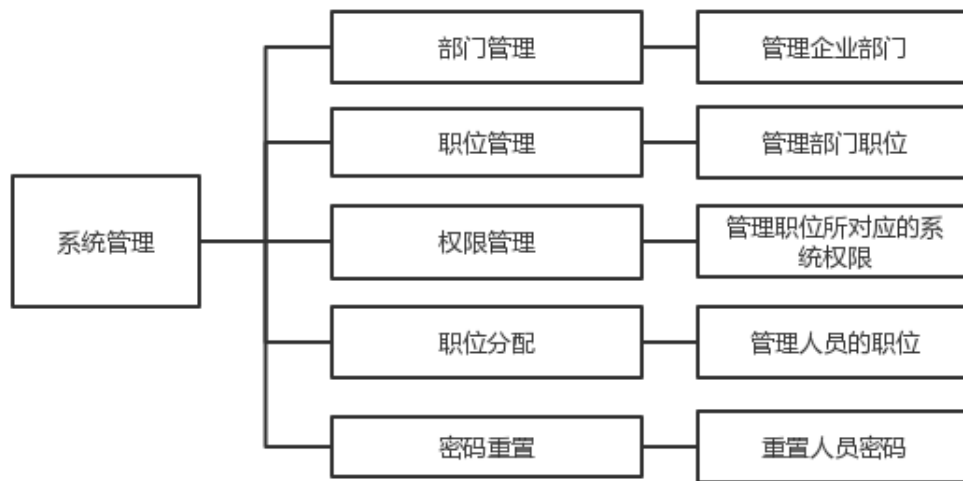 部门管理
管理企业部门
职位管理
管理部门职位
系统管理
权限管理
管理职位所对应的系
统权限
职位分配
管理人员的职位
密码重置
重置人员密码